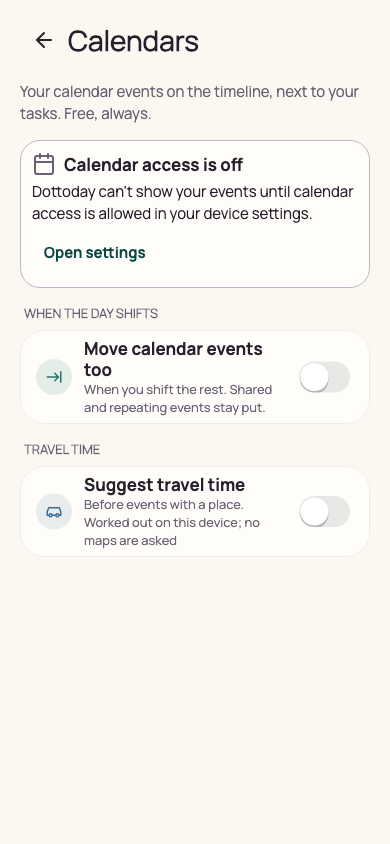 Calendars
Your calendar events on the timeline, next to your
tasks. Free, always.
Calendar access is off
Dottoday can't show your events until calendar
access is allowed in your device settings.
Open settings
WHEN THE DAY SHIFTS
Move calendar events
too
When you shift the rest. Shared
and repeating events stay put.
TRAVEL TIME
Suggest travel time
Before events with a place.
Worked out on this device; no
maps are asked